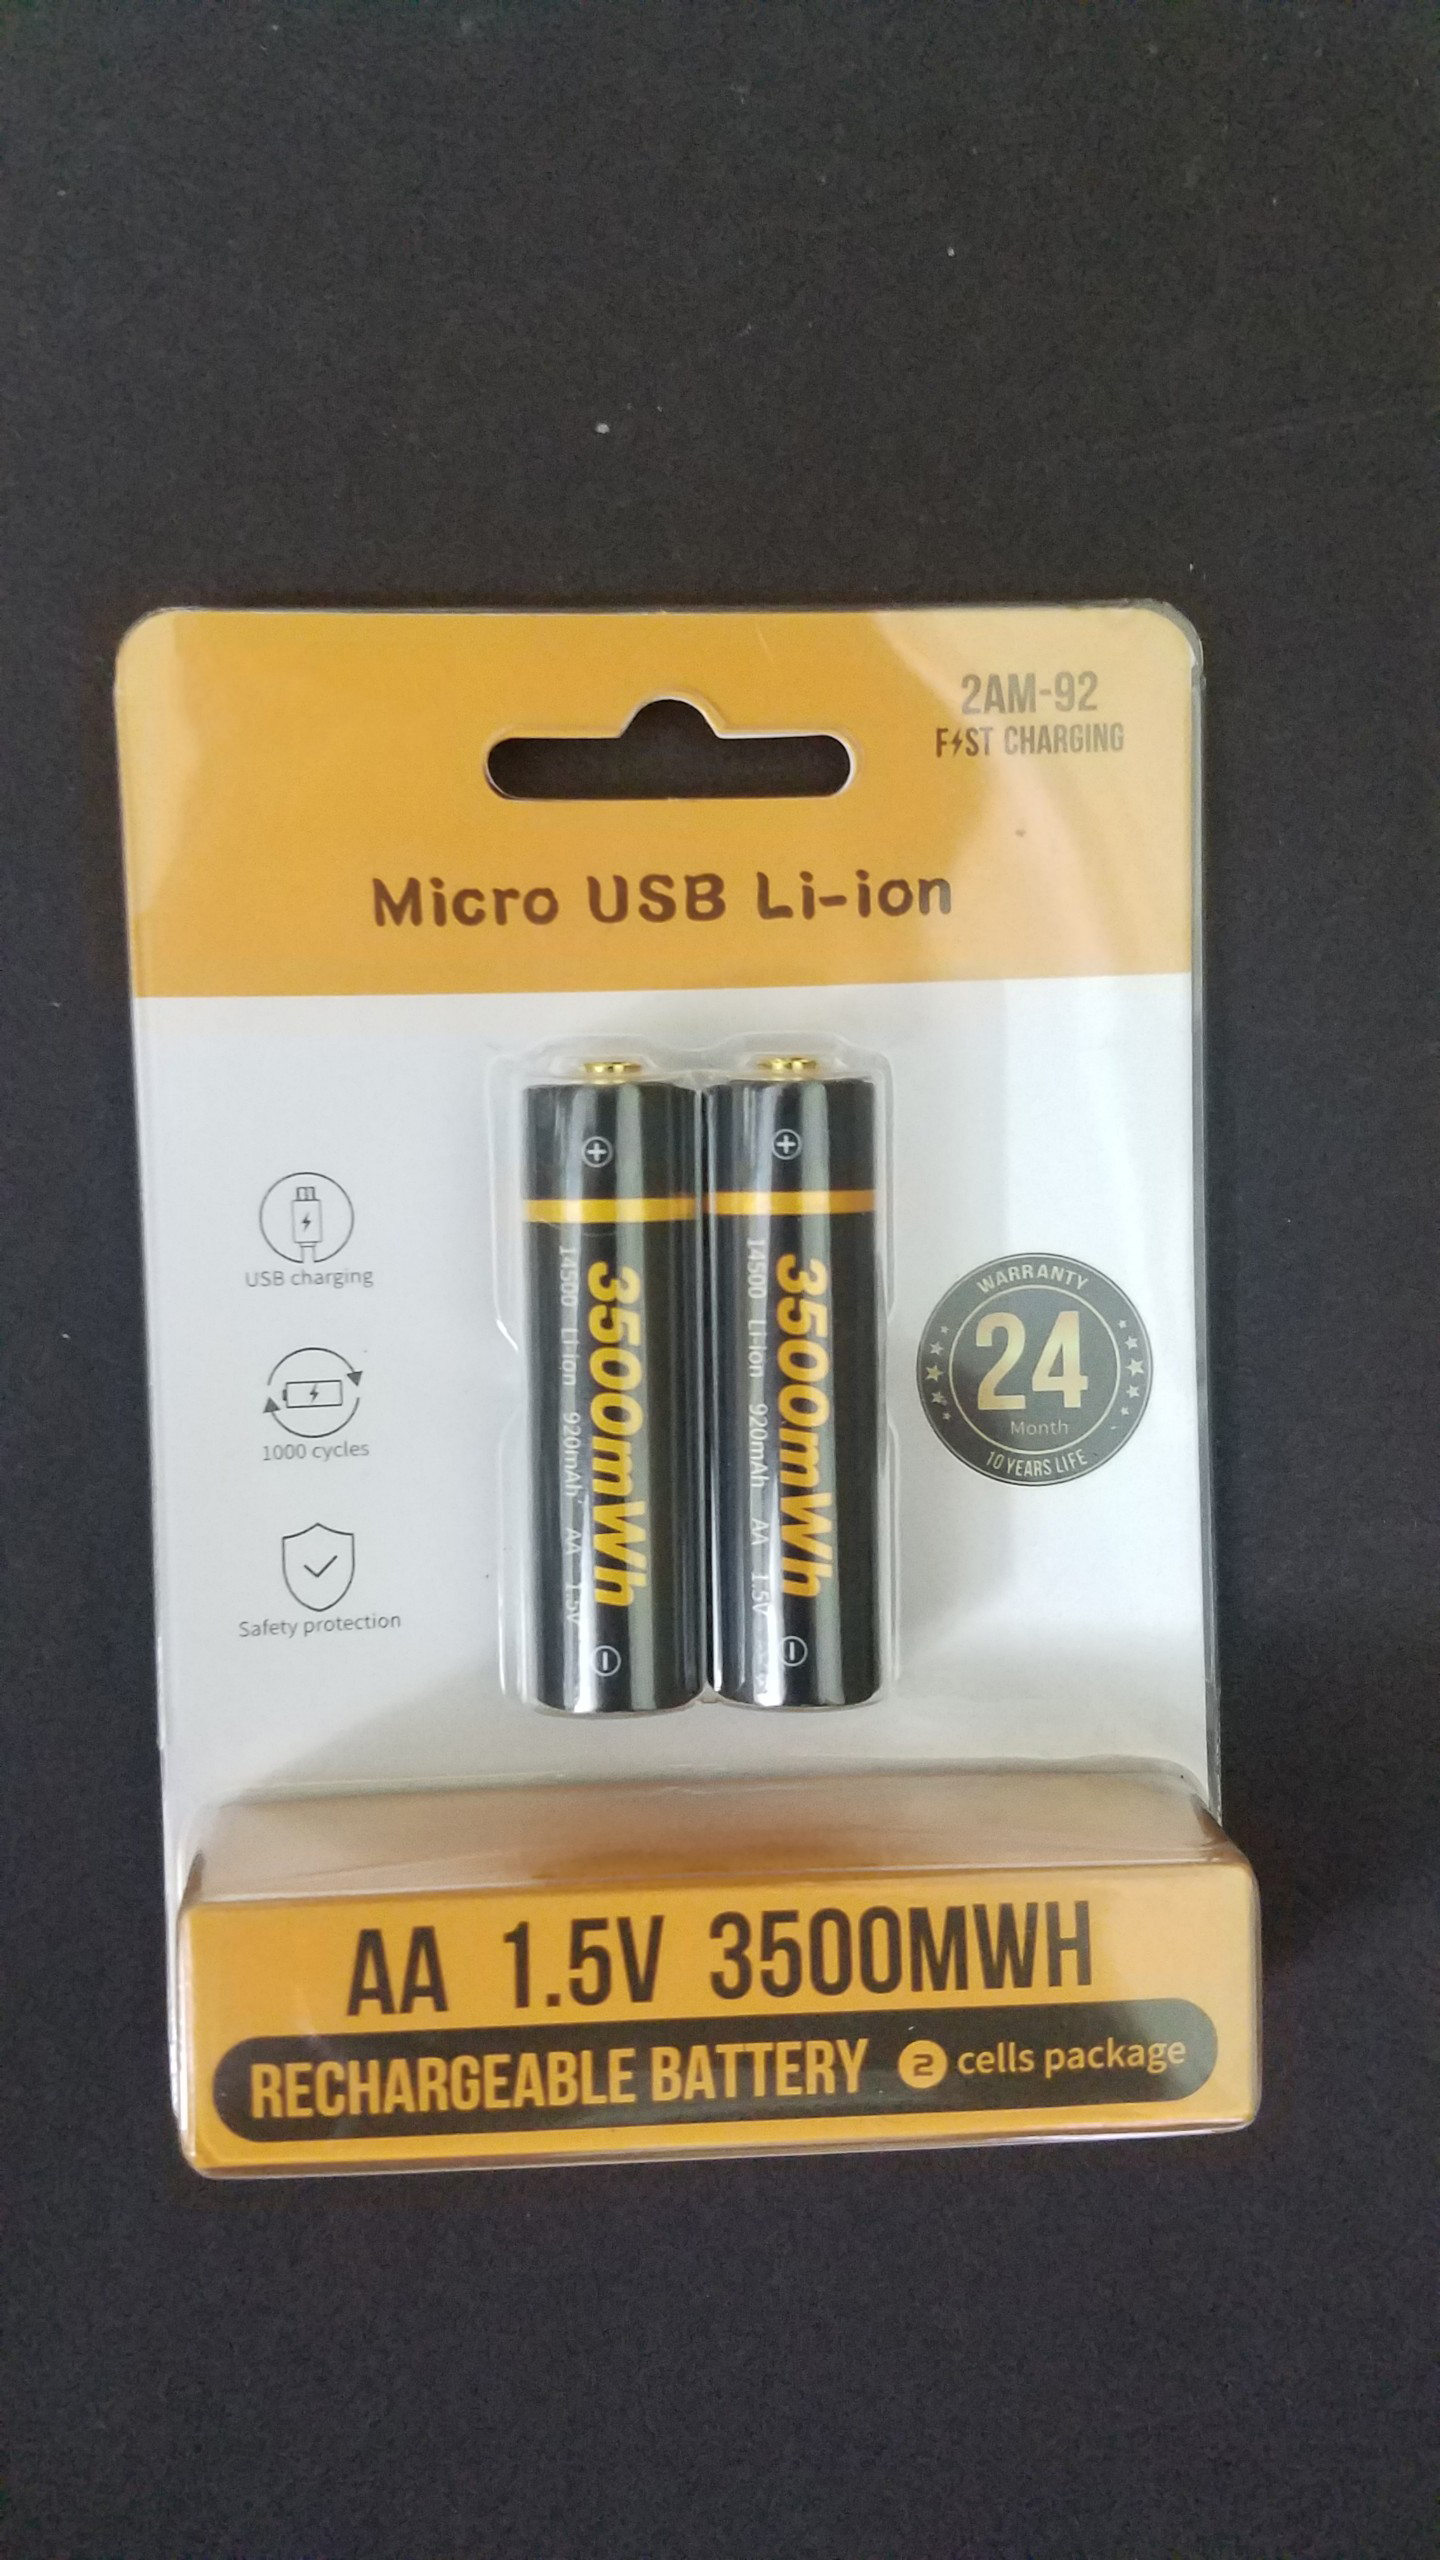 2AM-92
FAST CHARGING
Micro USB Li-ion
USB charging
1000 cycles
Safety protection
3500mWh
14500 Li-ion 920mAh AA 1.5V
3500mWh
14500 Li-ion 920mAh AA 1.5V
WARRANTY
24
Month
10 YEARS LIFE
AA 1.5V 3500MWH
RECHARGEABLE BATTERY 2 cells package